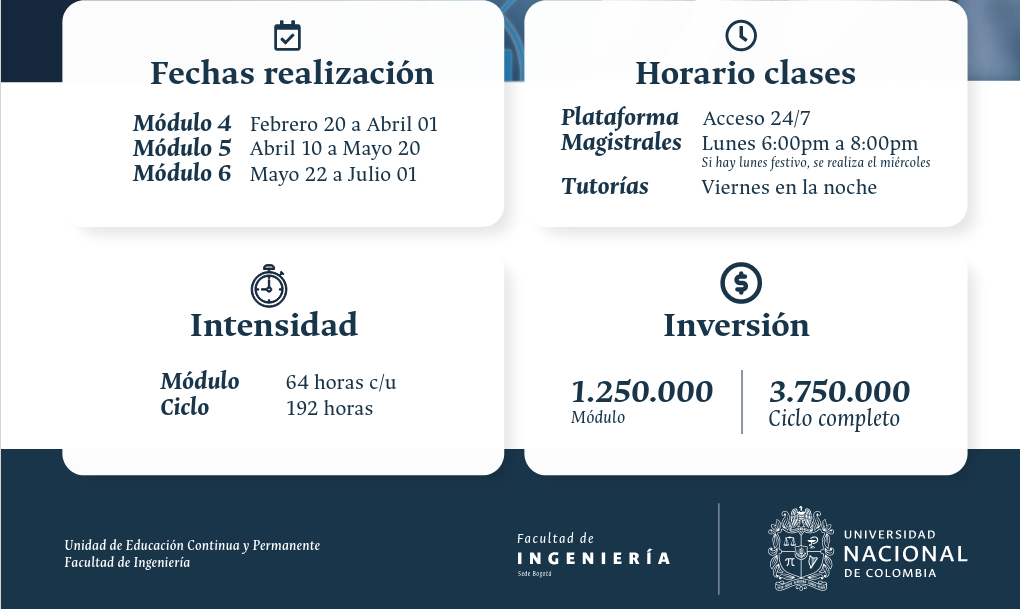 Fechas realización
Módulo 4 Febrero 20 a Abril 01
Módulo 5 Abril 10 a Mayo 20
Módulo 6 Mayo 22 a Julio 01
Horario clases
Plataforma Acceso 24/7
Magistrales Lunes 6:00pm a 8:00pm
Si hay lunes festivo, se realiza el miércoles
Tutorías Viernes en la noche
Intensidad
Módulo 64 horas c/u
Ciclo 192 horas
Inversión
1.250.000 3.750.000
Módulo Ciclo completo
Unidad de Educación Continua y Permanente
Facultad de Ingeniería
Facultad de
INGENIERÍA
Sede Bogotá
UNIVERSIDAD
NACIONAL
DE COLOMBIA